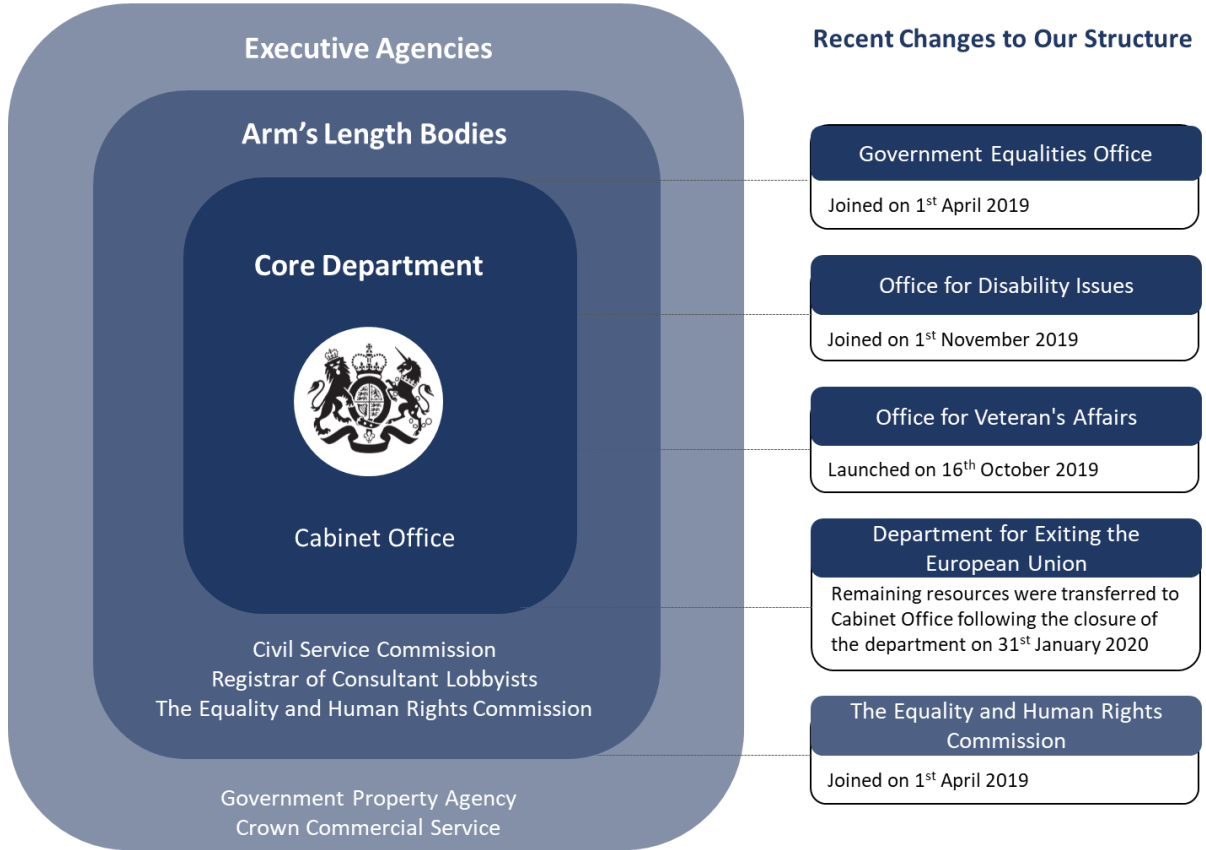 Executive Agencies
Arm's Length Bodies
Core Department
Cabinet Office
Civil Service Commission
Registrar of Consultant Lobbyists
The Equality and Human Rights Commission
Government Property Agency
Crown Commercial Service
Recent Changes to Our Structure
Government Equalities Office
Joined on 1st April 2019
Office for Disability Issues
Joined on 1st November 2019
Office for Veteran's Affairs
Launched on 16th October 2019
Department for Exiting the
European Union
Remaining resources were transferred to
Cabinet Office following the closure of
the department on 31st January 2020
The Equality and Human Rights
Commission
Joined on 1st April 2019